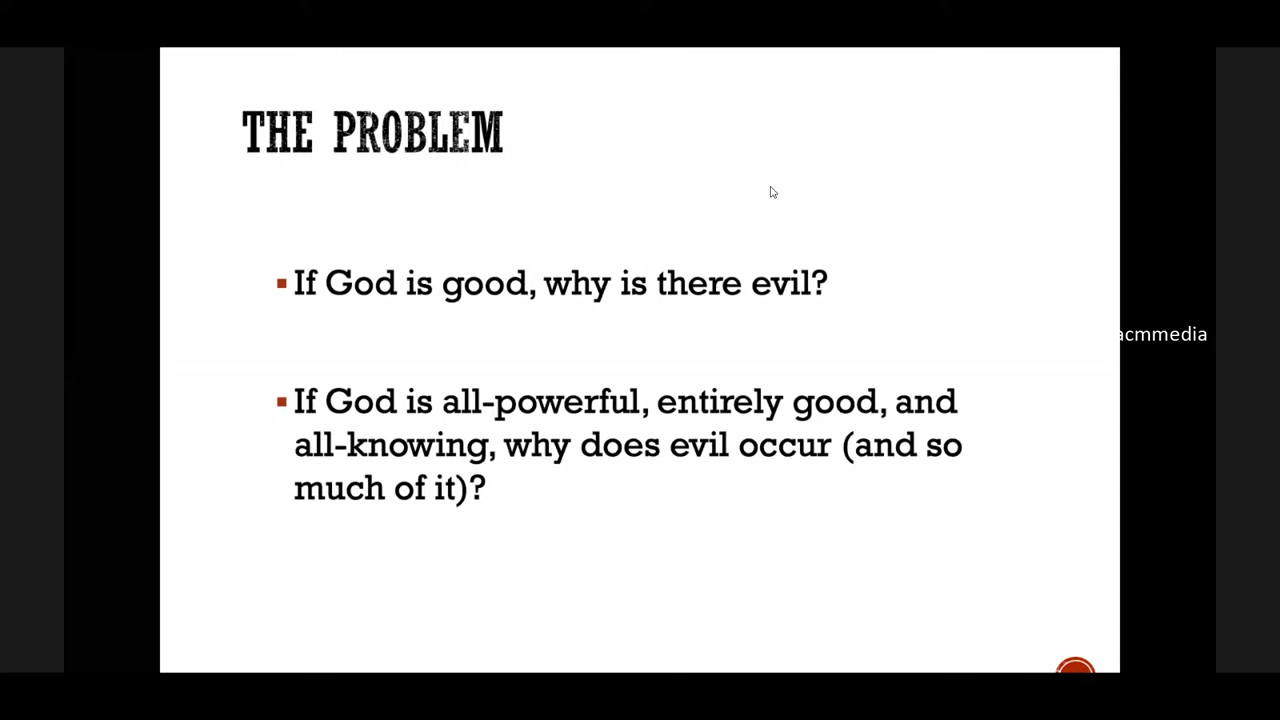 THE PROBLEM
If God is good, why is there evil?
acmmedia
If God is all-powerful, entirely good, and
all-knowing, why does evil occur (and so
much of it)?